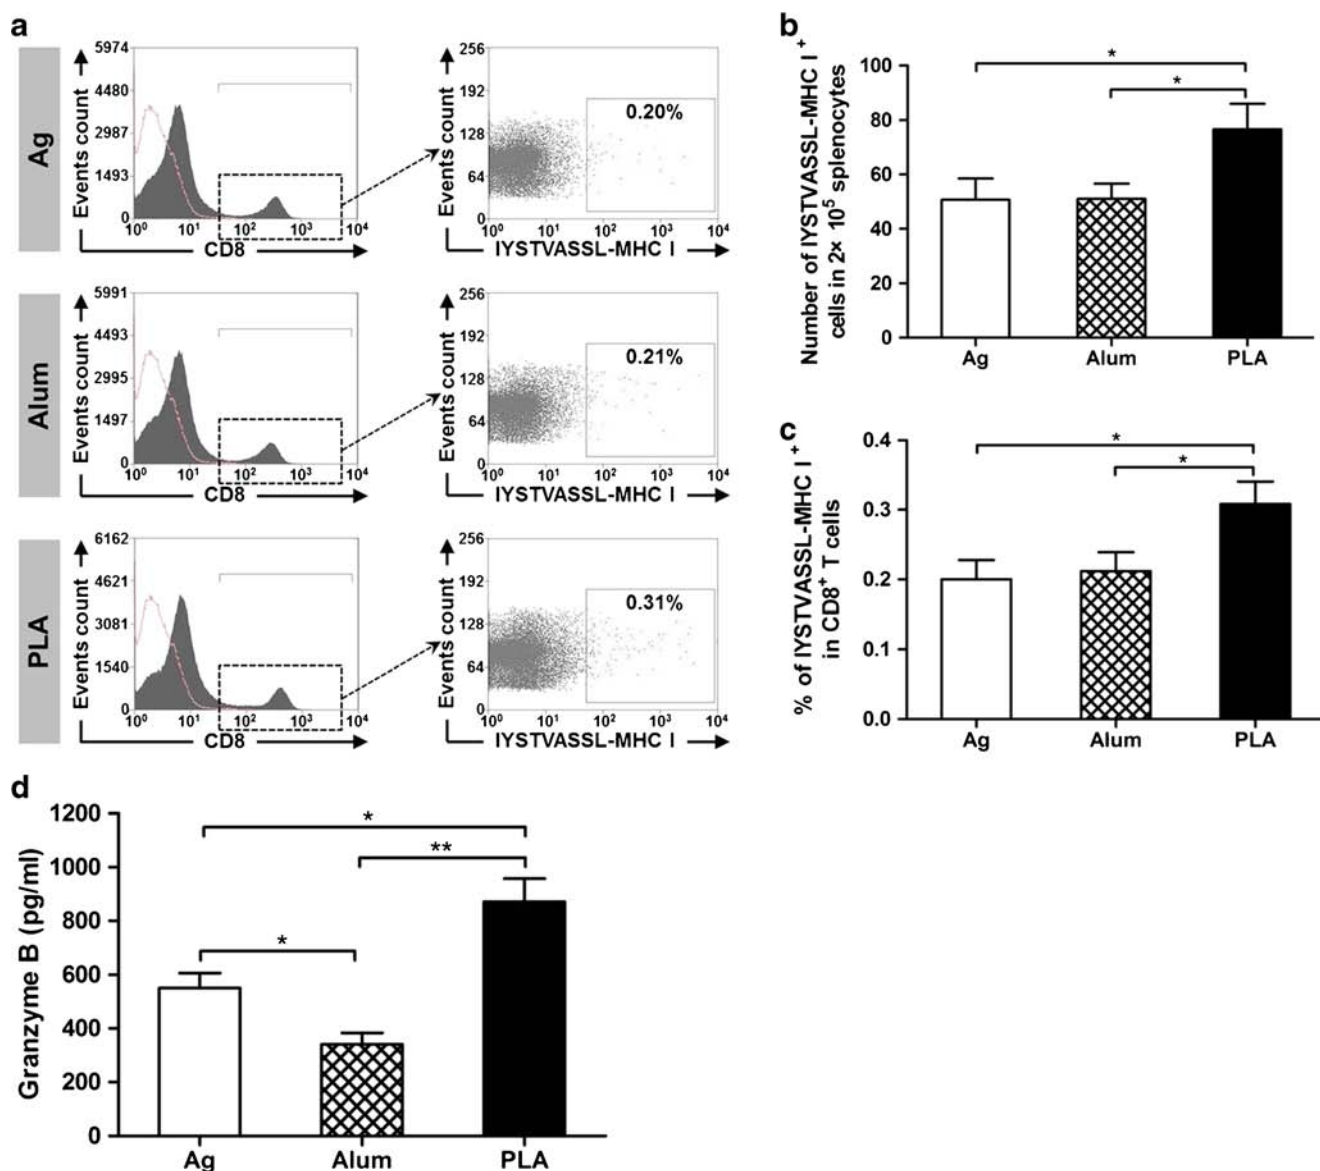 a
Ag
Events count
5974
4480
2987
1493
0
10⁰ 10¹ 10² 10³ 10⁴
CD8
Events count
256
192
128
64
0
0.20%
10⁰ 10¹ 10² 10³ 10⁴
IYSTVASSL-MHC I
Alum
Events count
5991
4493
2995
1497
0
10⁰ 10¹ 10² 10³ 10⁴
CD8
Events count
256
192
128
64
0
0.21%
10⁰ 10¹ 10² 10³ 10⁴
IYSTVASSL-MHC I
PLA
Events count
6162
4621
3081
1540
0
10⁰ 10¹ 10² 10³ 10⁴
CD8
Events count
256
192
128
64
0
0.31%
10⁰ 10¹ 10² 10³ 10⁴
IYSTVASSL-MHC I
b
Number of IYSTVASSL-MHC I⁺
cells in 2× 10⁵ splenocytes
100
80
60
40
20
0
*
*
Ag Alum PLA
c
% of IYSTVASSL-MHC I⁺
in CD8⁺ T cells
0.4
0.3
0.2
0.1
0.0
*
*
Ag Alum PLA
d
Granzyme B (pg/ml)
1200
1000
800
600
400
200
0
*
**
*
Ag Alum PLA